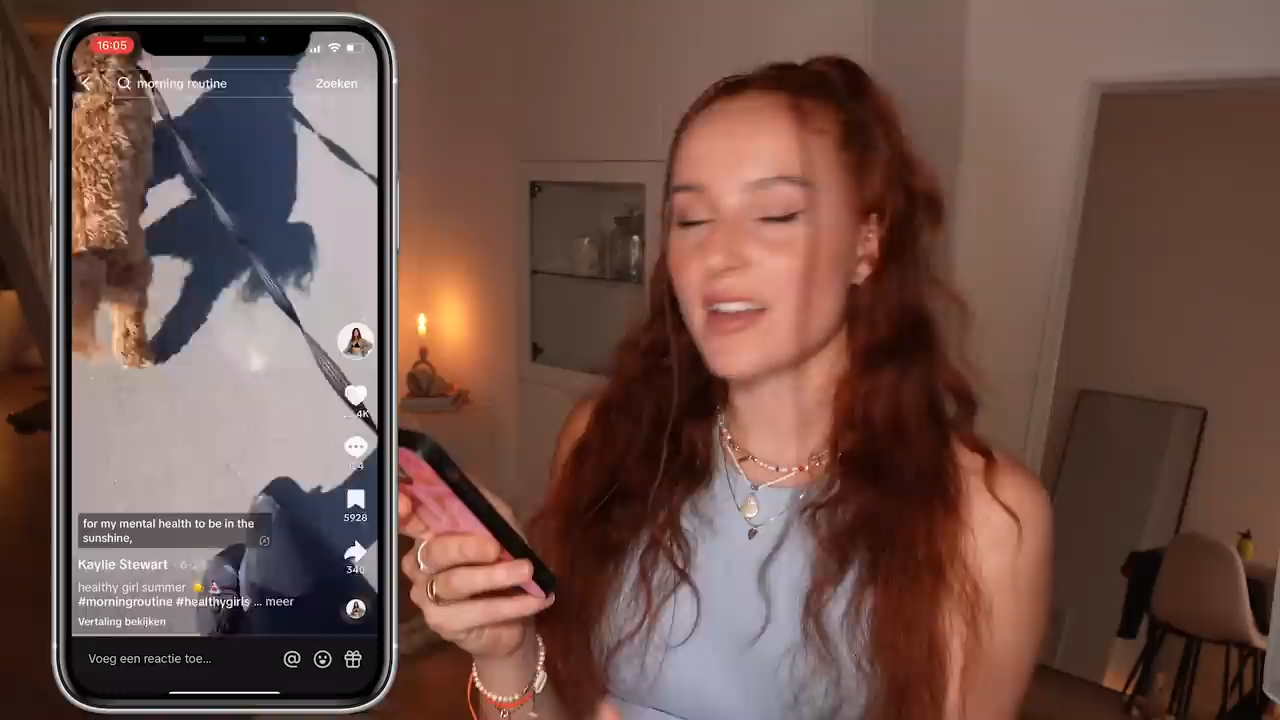 16:05
morning routine
Zoeken
4K
5928
340
for my mental health to be in the
sunshine,
Kaylie Stewart
healthy girl summer
#morningroutine #healthygirls ... meer
Vertaling bekijken
Voeg een reactie toe...